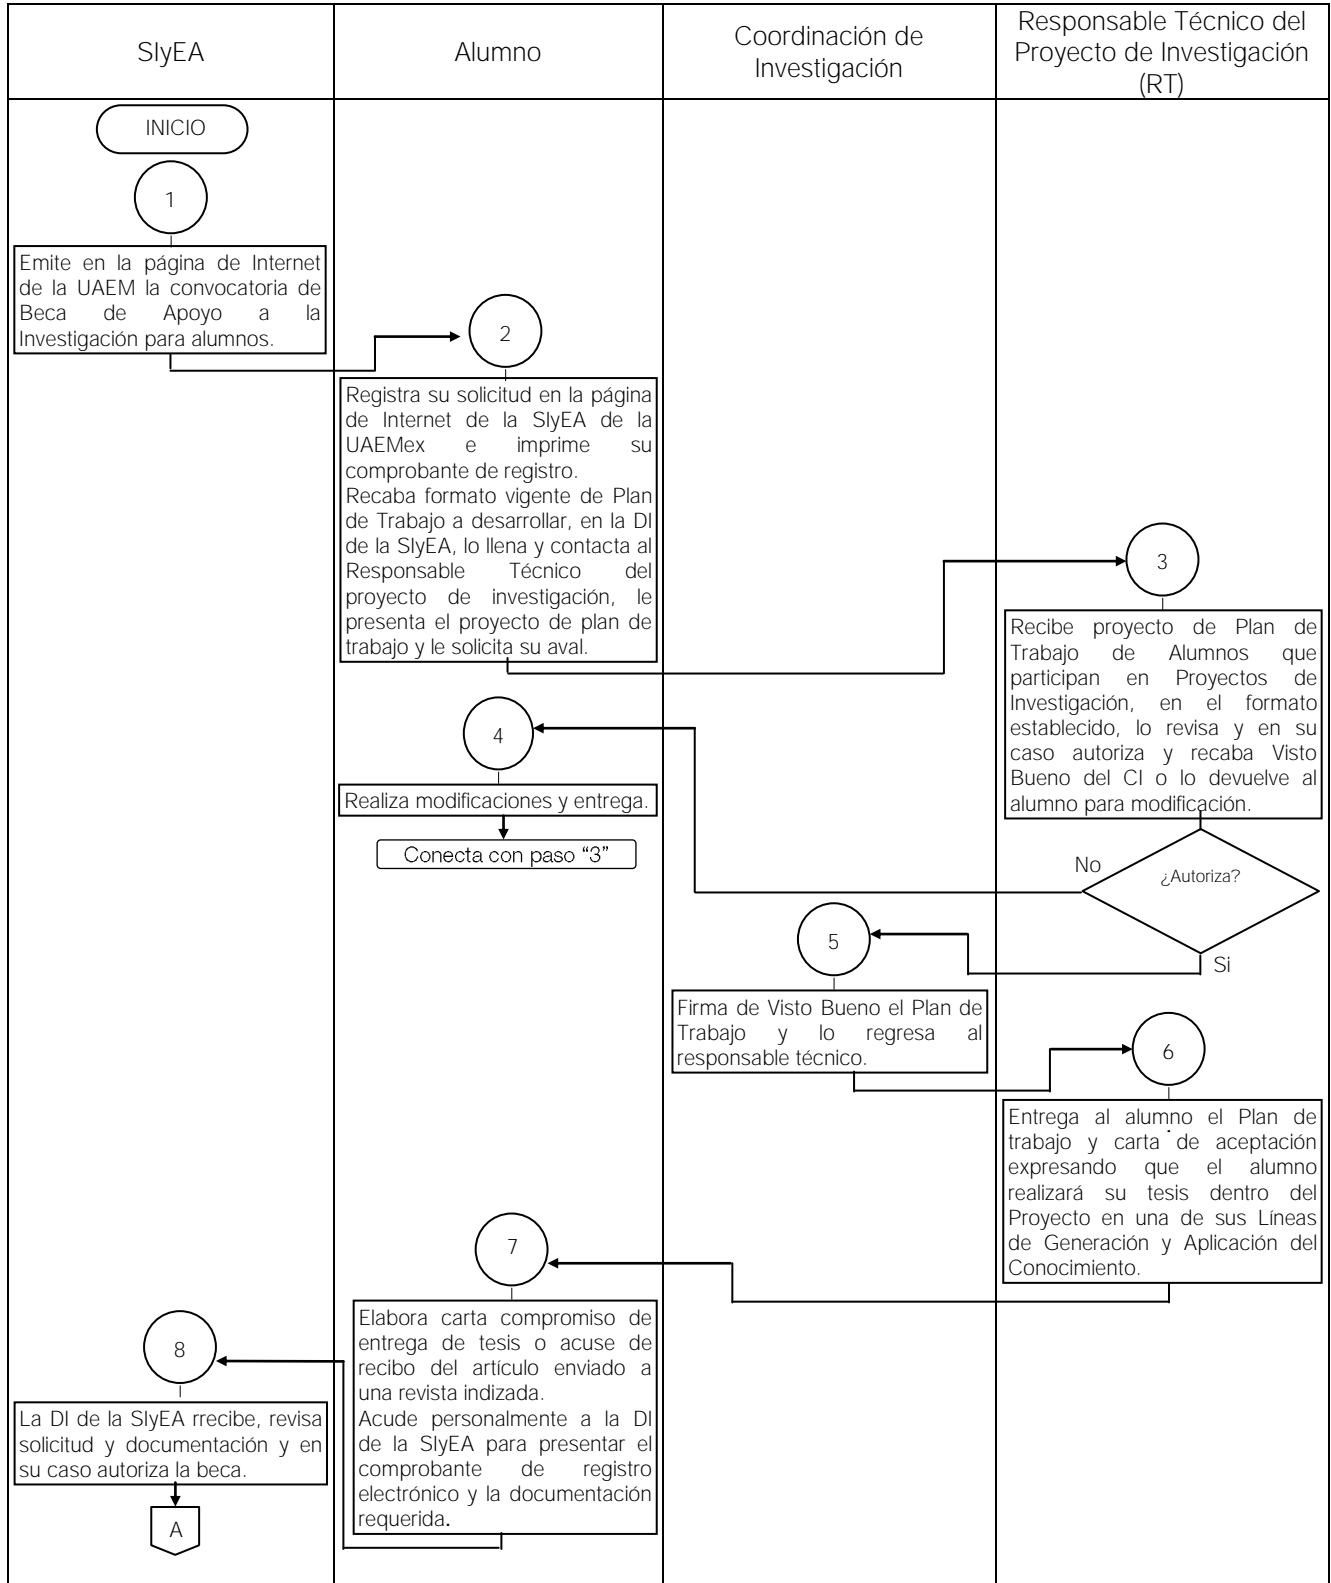 SIyEA
Alumno
Coordinación de
Investigación
Responsable Técnico del
Proyecto de Investigación
(RT)
INICIO
1
Emite en la página de Internet
de la UAEM la convocatoria de
Beca de Apoyo a la
Investigación para alumnos.
2
Registra su solicitud en la página
de Internet de la SIyEA de la
UAEMex e imprime su
comprobante de registro.
Recaba formato vigente de Plan
de Trabajo a desarrollar, en la DI
de la SIyEA, lo llena y contacta al
Responsable Técnico del
proyecto de investigación, le
presenta el proyecto de plan de
trabajo y le solicita su aval.
3
Recibe proyecto de Plan de
Trabajo de Alumnos que
participan en Proyectos de
Investigación, en el formato
establecido, lo revisa y en su
caso autoriza y recaba Visto
Bueno del CI o lo devuelve al
alumno para modificación.
¿Autoriza?
No
Si
4
Realiza modificaciones y entrega.
Conecta con paso “3”
5
Firma de Visto Bueno el Plan de
Trabajo y lo regresa al
responsable técnico.
6
Entrega al alumno el Plan de
trabajo y carta de aceptación
expresando que el alumno
realizará su tesis dentro del
Proyecto en una de sus Líneas
de Generación y Aplicación del
Conocimiento.
7
Elabora carta compromiso de
entrega de tesis o acuse de
recibo del artículo enviado a
una revista indizada.
Acude personalmente a la DI
de la SIyEA para presentar el
comprobante de registro
electrónico y la documentación
requerida.
8
La DI de la SIyEA rrecibe, revisa
solicitud y documentación y en
su caso autoriza la beca.
A